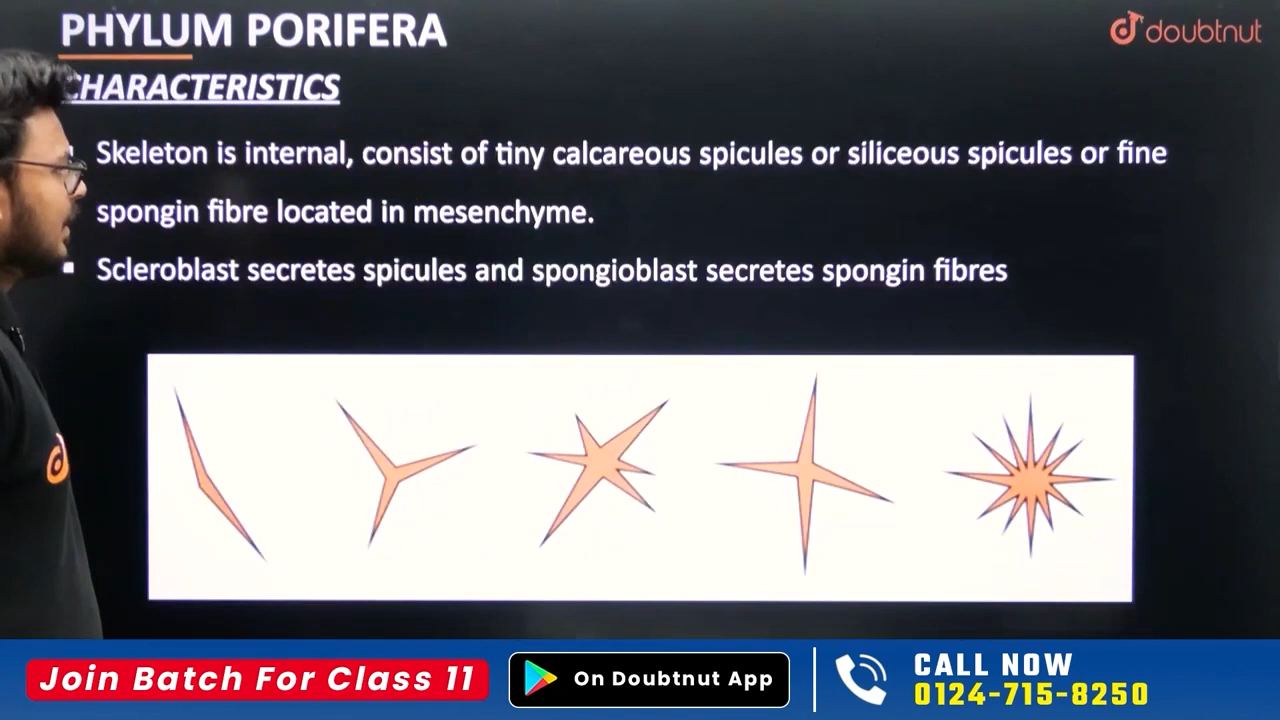 PHYLUM PORIFERA
doubtnut
CHARACTERISTICS
Skeleton is internal, consist of tiny calcareous spicules or siliceous spicules or fine
spongin fibre located in mesenchyme.
Scleroblast secretes spicules and spongioblast secretes spongin fibres
Join Batch For Class 11
On Doubtnut App
CALL NOW
0124-715-8250